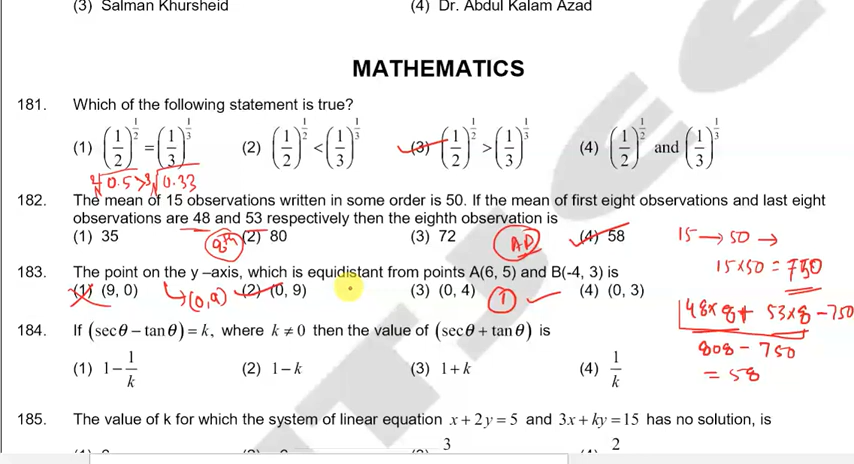 (3) Salman Khursheid (4) Dr. Abdul Kalam Azad
MATHEMATICS
181. Which of the following statement is true?
(1) (1/2)^(1/2) = (1/3)^(1/3) (2) (1/2)^(1/2) < (1/3)^(1/3) (3) (1/2)^(1/2) > (1/3)^(1/3) (4) (1/2)^(1/2) and (1/3)^(1/3)
²√0.5 > ³√0.33
182. The mean of 15 observations written in some order is 50. If the mean of first eight observations and last eight
observations are 48 and 53 respectively then the eighth observation is
(1) 35 8th (2) 80 (3) 72 AD (4) 58
15 → 50 →
15×50 = 750
183. The point on the y –axis, which is equidistant from points A(6, 5) and B(-4, 3) is
(1) (9, 0) (0,a) (2) (0, 9) (3) (0, 4) 1 (4) (0, 3)
48×8 + 53×8 – 750
808 – 750
= 58
184. If (secθ − tanθ) = k, where k ≠ 0 then the value of (secθ + tanθ) is
(1) 1 − 1/k (2) 1 − k (3) 1 + k (4) 1/k
185. The value of k for which the system of linear equation x + 2y = 5 and 3x + ky = 15 has no solution, is
3 2